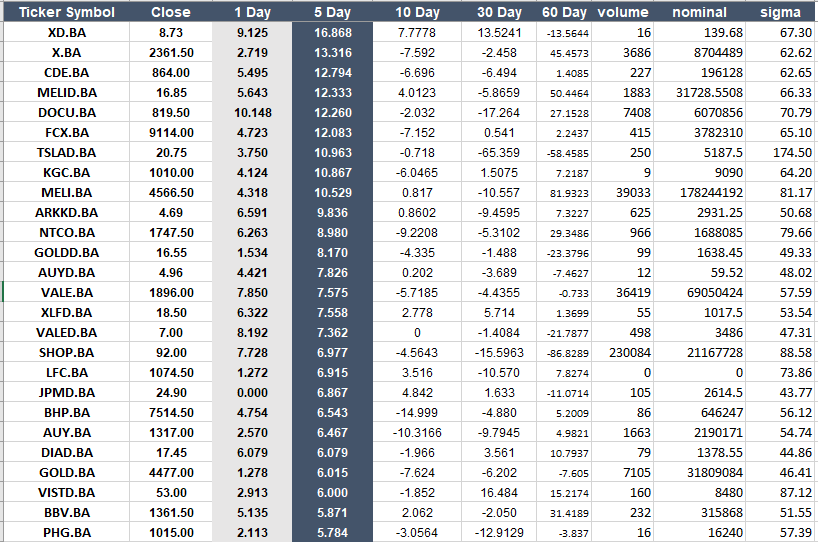 Ticker Symbol Close 1 Day 5 Day 10 Day 30 Day 60 Day volume nominal sigma
XD.BA 8.73 9.125 16.868 7.7778 13.5241 -13.5644 16 139.68 67.30
X.BA 2361.50 2.719 13.316 -7.592 -2.458 45.4573 3686 8704489 62.62
CDE.BA 864.00 5.495 12.794 -6.696 -6.494 1.4085 227 196128 62.65
MELID.BA 16.85 5.643 12.333 4.0123 -5.8659 50.4464 1883 31728.5508 66.33
DOCU.BA 819.50 10.148 12.260 -2.032 -17.264 27.1528 7408 6070856 70.79
FCX.BA 9114.00 4.723 12.083 -7.152 0.541 2.2437 415 3782310 65.10
TSLAD.BA 20.75 3.750 10.963 -0.718 -65.359 -58.4585 250 5187.5 174.50
KGC.BA 1010.00 4.124 10.867 -6.0465 1.5075 7.2187 9 9090 64.20
MELI.BA 4566.50 4.318 10.529 0.817 -10.557 81.9323 39033 178244192 81.17
ARKKD.BA 4.69 6.591 9.836 0.8602 -9.4595 7.3227 625 2931.25 50.68
NTCO.BA 1747.50 6.263 8.980 -9.2208 -5.3102 29.3486 966 1688085 79.66
GOLDD.BA 16.55 1.534 8.170 -4.335 -1.488 -23.3796 99 1638.45 49.33
AUYD.BA 4.96 4.421 7.826 0.202 -3.689 -7.4627 12 59.52 48.02
VALE.BA 1896.00 7.850 7.575 -5.7185 -4.4355 -0.733 36419 69050424 57.59
XLFD.BA 18.50 6.322 7.558 2.778 5.714 1.3699 55 1017.5 53.54
VALED.BA 7.00 8.192 7.362 0 -1.4084 -21.7877 498 3486 47.31
SHOP.BA 92.00 7.728 6.977 -4.5643 -15.5963 -86.8289 230084 21167728 88.58
LFC.BA 1074.50 1.272 6.915 3.516 -10.570 7.8274 0 0 73.86
JPMD.BA 24.90 0.000 6.867 4.842 1.633 -11.0714 105 2614.5 43.77
BHP.BA 7514.50 4.754 6.543 -14.999 -4.880 5.2009 86 646247 56.12
AUY.BA 1317.00 2.570 6.467 -10.3166 -9.7945 4.9821 1663 2190171 54.74
DIAD.BA 17.45 6.079 6.079 -1.966 3.561 10.7937 79 1378.55 44.86
GOLD.BA 4477.00 1.278 6.015 -7.624 -6.202 -7.605 7105 31809084 46.41
VISTD.BA 53.00 2.913 6.000 -1.852 16.484 15.2174 160 8480 87.12
BBV.BA 1361.50 5.135 5.871 2.062 -2.050 31.4189 232 315868 51.55
PHG.BA 1015.00 2.113 5.784 -3.0564 -12.9129 -3.837 16 16240 57.39